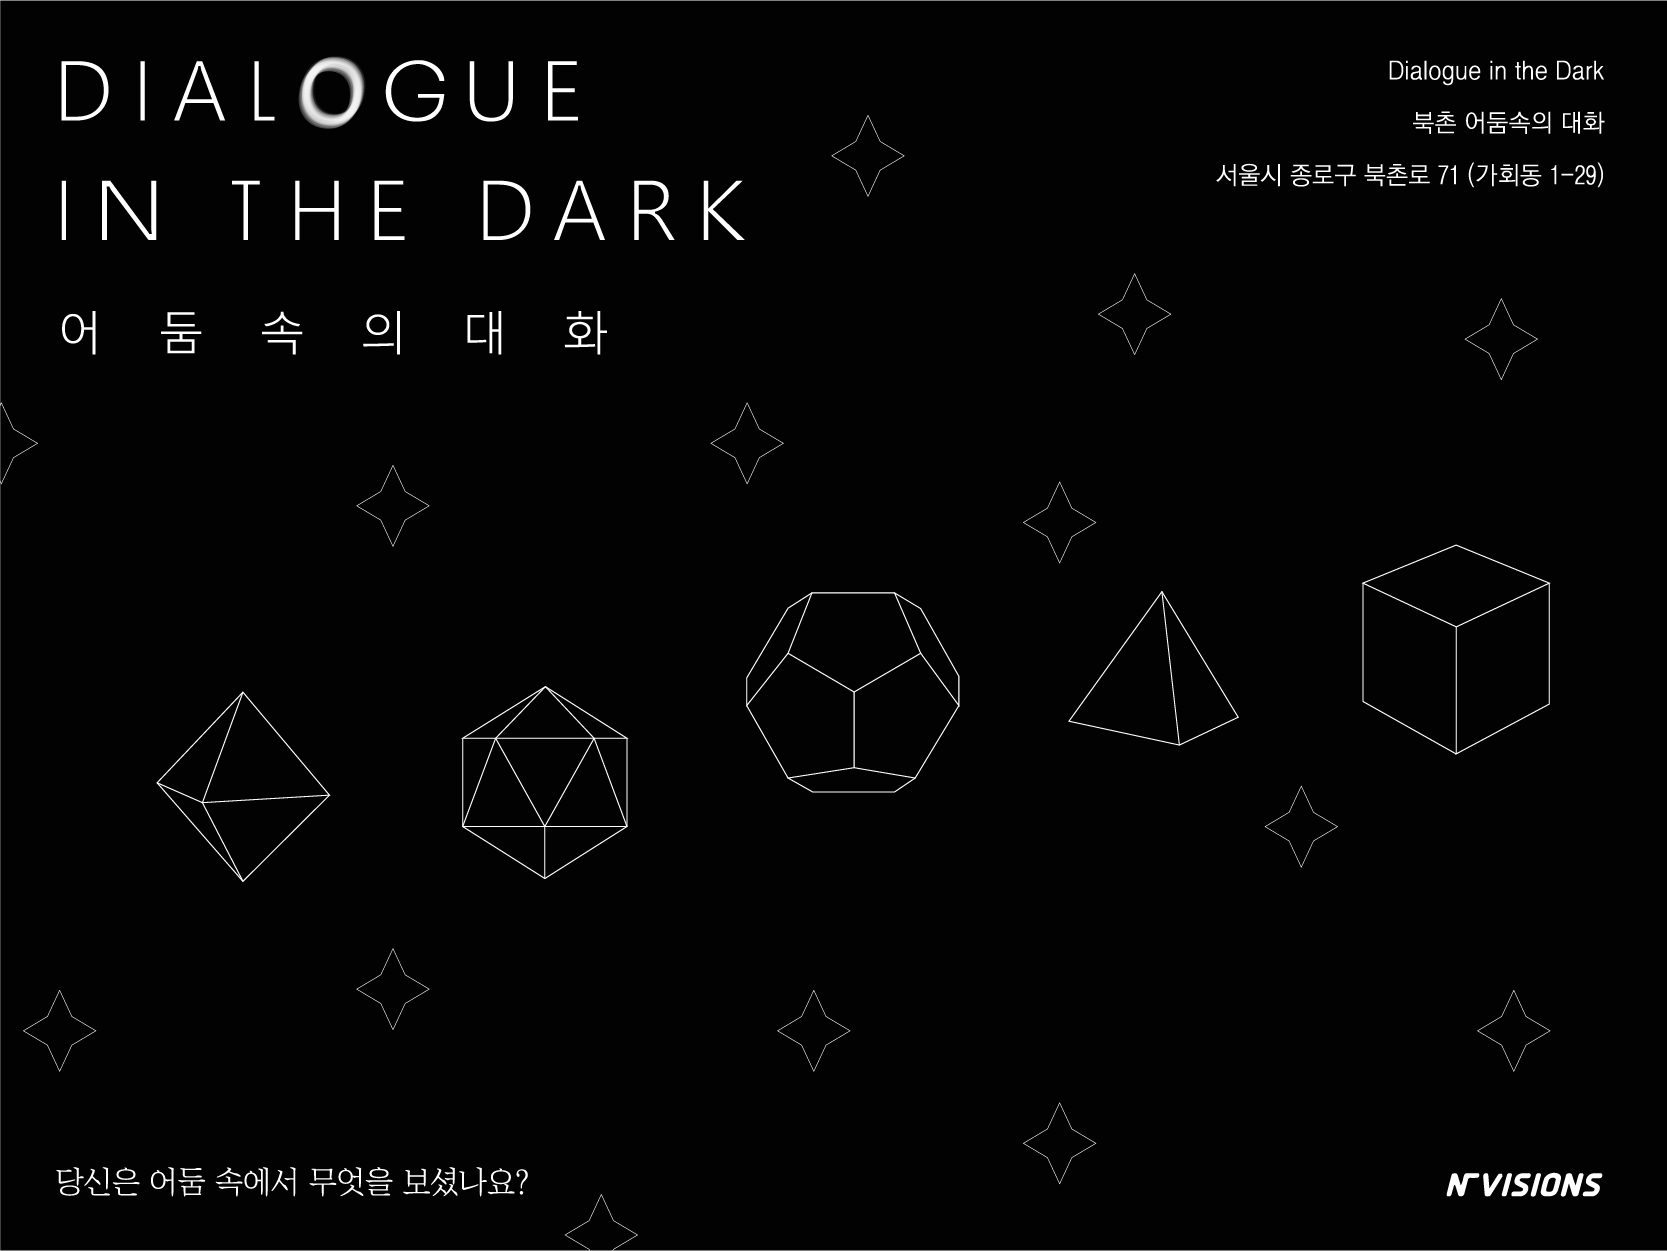 DIALOGUE
IN THE DARK
어둠속의대화
Dialogue in the Dark
북촌 어둠속의 대화
서울시 종로구 북촌로 71 (가회동 1-29)
당신은 어둠 속에서 무엇을 보셨나요?
NVISIONS